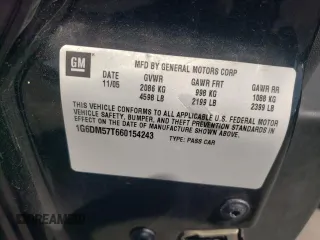 GM
MFD BY GENERAL MOTORS CORP
DATE GVWR GAWR FRT GAWR RR
11/05 2086 KG 998 KG 1088 KG
4598 LB 2199 LB 2399 LB
THIS VEHICLE CONFORMS TO ALL APPLICABLE U.S. FEDERAL MOTOR
VEHICLE SAFETY, BUMPER, AND THEFT PREVENTION STANDARDS IN
EFFECT ON THE DATE OF MANUFACTURE SHOWN ABOVE.
1G6DM57T660154243
TYPE: PASS CAR